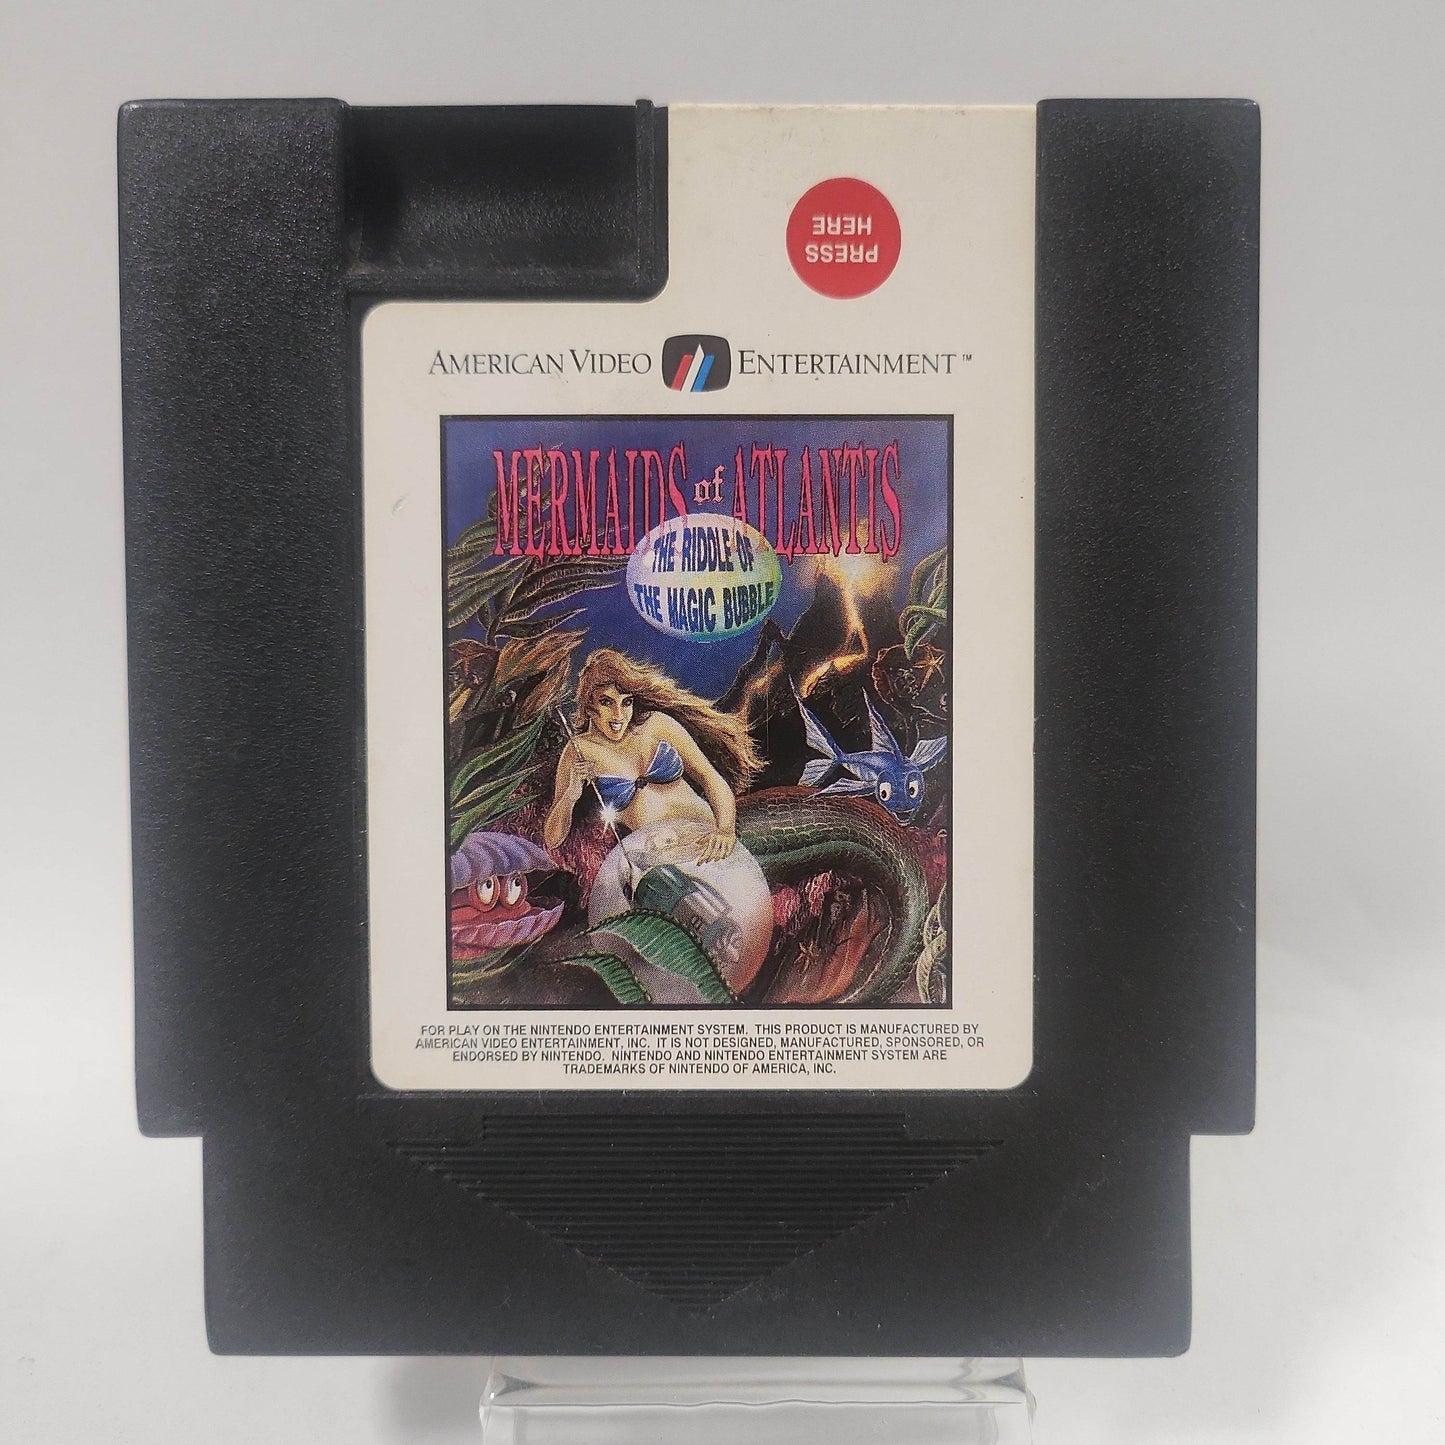 PRESS
HERE
AMERICAN VIDEO ENTERTAINMENT™
MERMAIDS of ATLANTIS
THE RIDDLE OF
THE MAGIC BUBBLE
FOR PLAY ON THE NINTENDO ENTERTAINMENT SYSTEM. THIS PRODUCT IS MANUFACTURED BY
AMERICAN VIDEO ENTERTAINMENT, INC. IT IS NOT DESIGNED, MANUFACTURED, SPONSORED, OR
ENDORSED BY NINTENDO. NINTENDO AND NINTENDO ENTERTAINMENT SYSTEM ARE
TRADEMARKS OF NINTENDO OF AMERICA, INC.